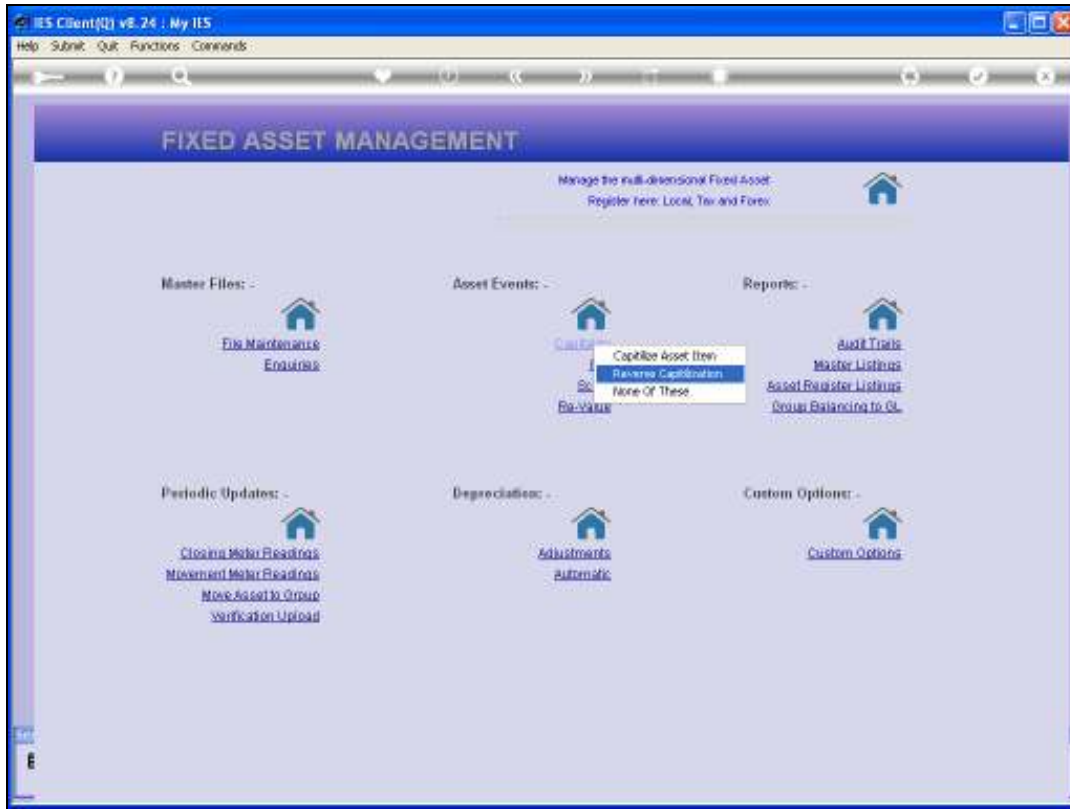 IES Client(Q) v8.24 : My IES
Help Submit Quit Functions Commands
FIXED ASSET MANAGEMENT
Manage the multi-dimensional Fixed Asset
Register here: Local, Tax and Forex
Master Files: -
File Maintenance
Enquiries
Asset Events: -
Capitilize Asset Item
Reverse Capitilization
None Of These
Re-Value
Reports: -
Audit Trails
Master Listings
Asset Register Listings
Group Balancing to GL
Periodic Updates: -
Closing Meter Readings
Movement Meter Readings
Move Asset to Group
Verification Upload
Depreciation: -
Adjustments
Automatic
Custom Options: -
Custom Options